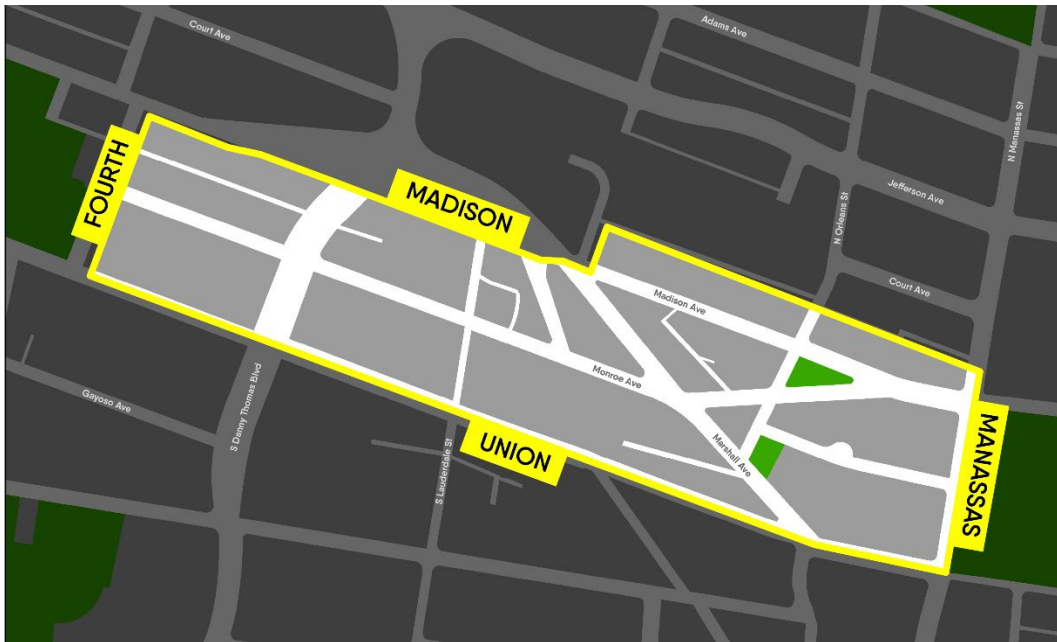 Court Ave
Adams Ave
N Manassas St
FOURTH
MADISON
Jefferson Ave
N Orleans St
Court Ave
Madison Ave
Monroe Ave
S Danny Thomas Blvd
Gayoso Ave
UNION
S Lauderdale St
Marshall Ave
MANASSAS